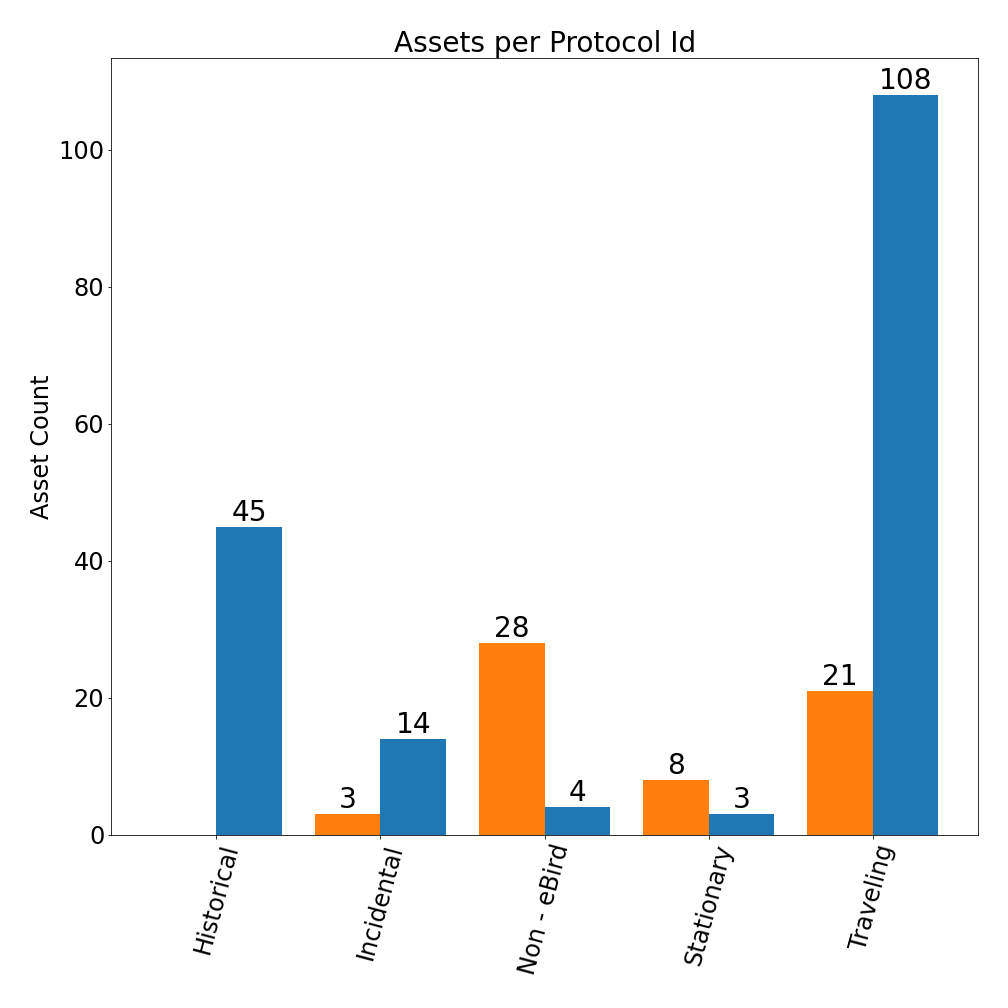 Assets per Protocol Id
Asset Count
100
80
60
40
20
0
45
3
14
28
4
8
3
21
108
Historical
Incidental
Non - eBird
Stationary
Traveling